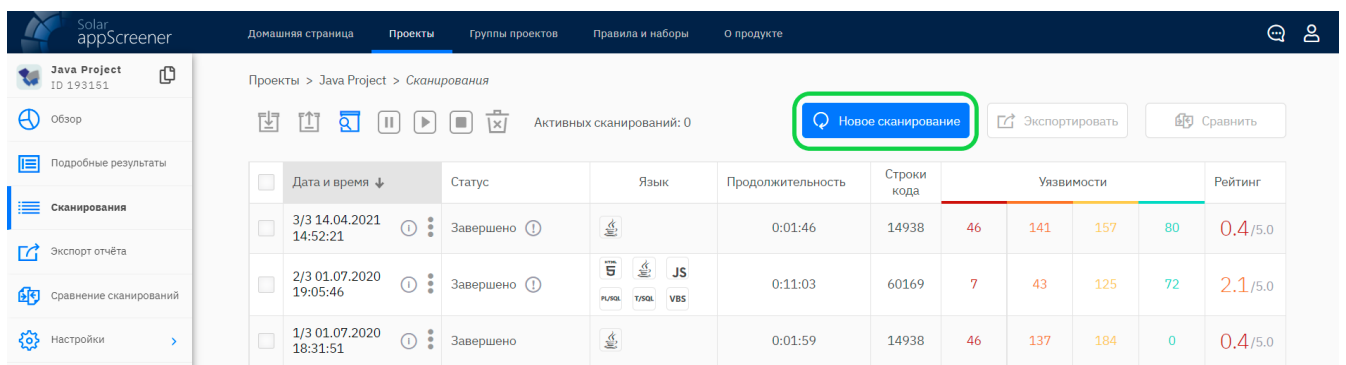 Solar
appScreener
Домашняя страница Проекты Группы проектов Правила и наборы О продукте
Java Project
ID 193151
Проекты > Java Project > Сканирования
Обзор
Активных сканирований: 0
Новое сканирование
Экспортировать
Сравнить
Подробные результаты
Сканирования
Экспорт отчёта
Сравнение сканирований
Настройки
Дата и время Статус Язык Продолжительность Строки кода Уязвимости Рейтинг
3/3 14.04.2021
14:52:21
Завершено 0:01:46 14938 46 141 157 80 0.4/5.0
2/3 01.07.2020
19:05:46
Завершено HTML 5 JS 0:11:03 60169 7 43 125 72 2.1/5.0
PL/SQL T/SQL VBS
1/3 01.07.2020
18:31:51
Завершено 0:01:59 14938 46 137 184 0 0.4/5.0